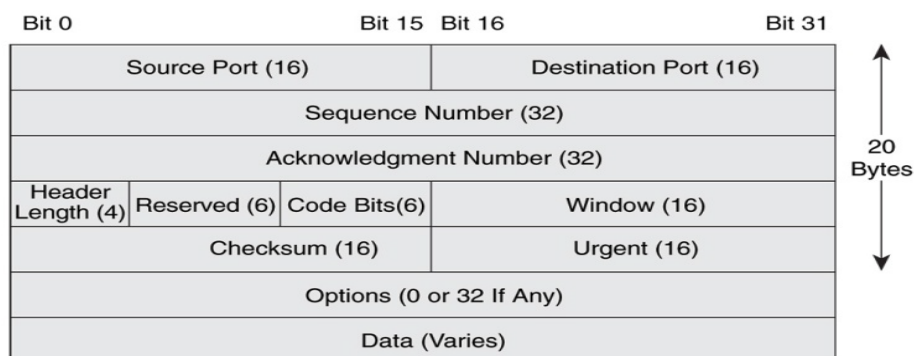 Bit 0 Bit 15 Bit 16 Bit 31
Source Port (16) Destination Port (16)
Sequence Number (32)
Acknowledgment Number (32)
20
Bytes
Header
Length (4) Reserved (6) Code Bits(6) Window (16)
Checksum (16) Urgent (16)
Options (0 or 32 If Any)
Data (Varies)